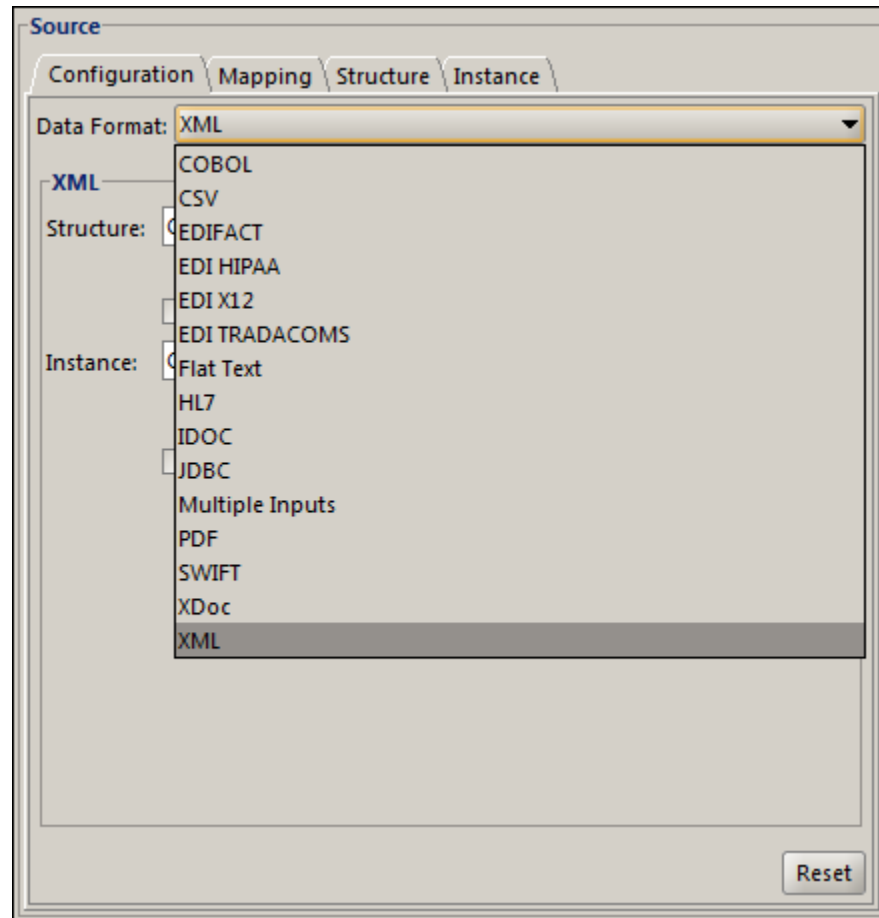 Source
Configuration Mapping Structure Instance
Data Format: XML
COBOL
XML
CSV
Structure:
EDIFACT
EDI HIPAA
EDI X12
EDI TRADACOMS
Instance:
Flat Text
HL7
IDOC
JDBC
Multiple Inputs
PDF
SWIFT
XDoc
XML
Reset